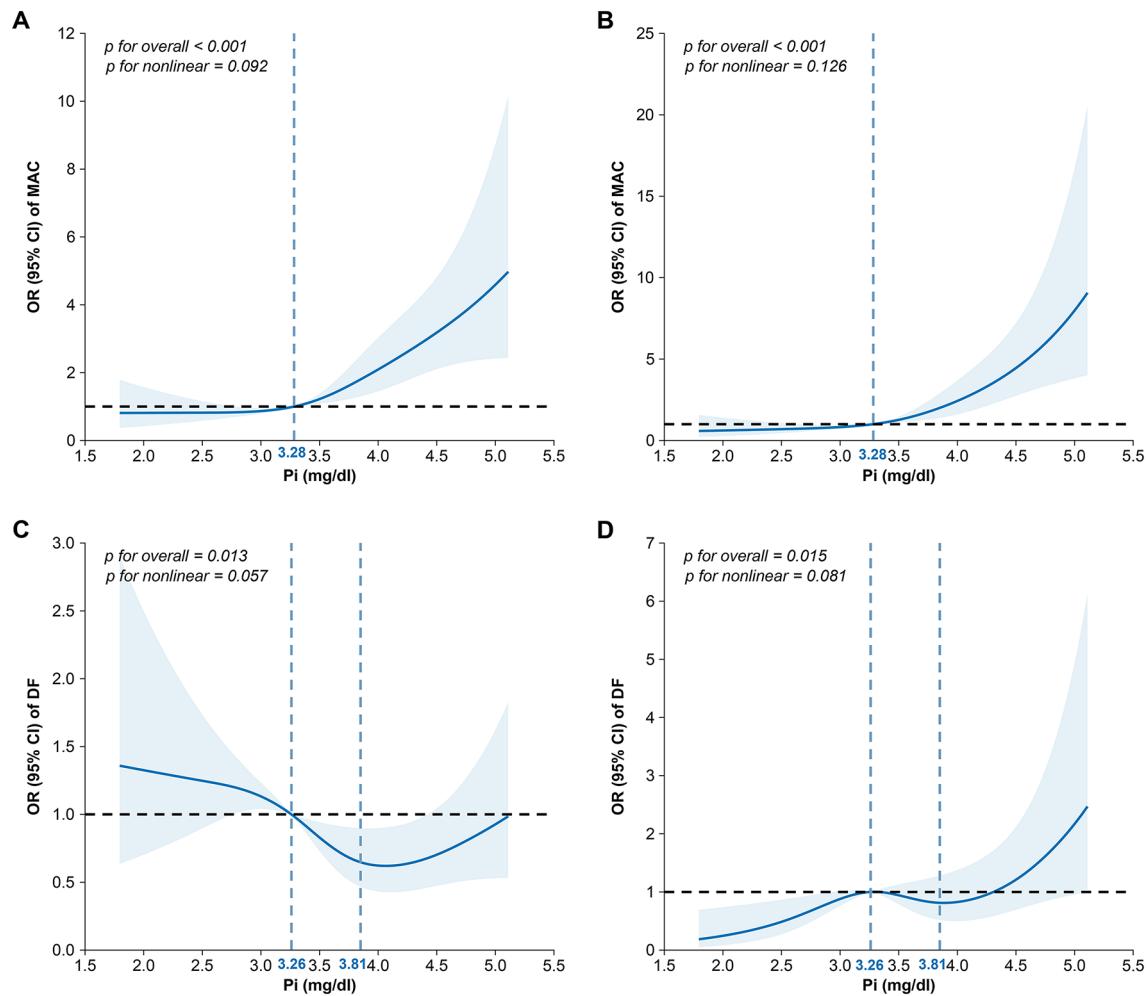 A
p for overall < 0.001
p for nonlinear = 0.092
OR (95% CI) of MAC
12
10
8
6
4
2
0
1.5 2.0 2.5 3.0 3.28 3.5 4.0 4.5 5.0 5.5
Pi (mg/dl)
B
p for overall < 0.001
p for nonlinear = 0.126
OR (95% CI) of MAC
25
20
15
10
5
0
1.5 2.0 2.5 3.0 3.28 3.5 4.0 4.5 5.0 5.5
Pi (mg/dl)
C
p for overall = 0.013
p for nonlinear = 0.057
OR (95% CI) of DF
3.0
2.5
2.0
1.5
1.0
0.5
0.0
1.5 2.0 2.5 3.0 3.26 3.5 3.81 4.0 4.5 5.0 5.5
Pi (mg/dl)
D
p for overall = 0.015
p for nonlinear = 0.081
OR (95% CI) of DF
7
6
5
4
3
2
1
0
1.5 2.0 2.5 3.0 3.26 3.5 3.81 4.0 4.5 5.0 5.5
Pi (mg/dl)